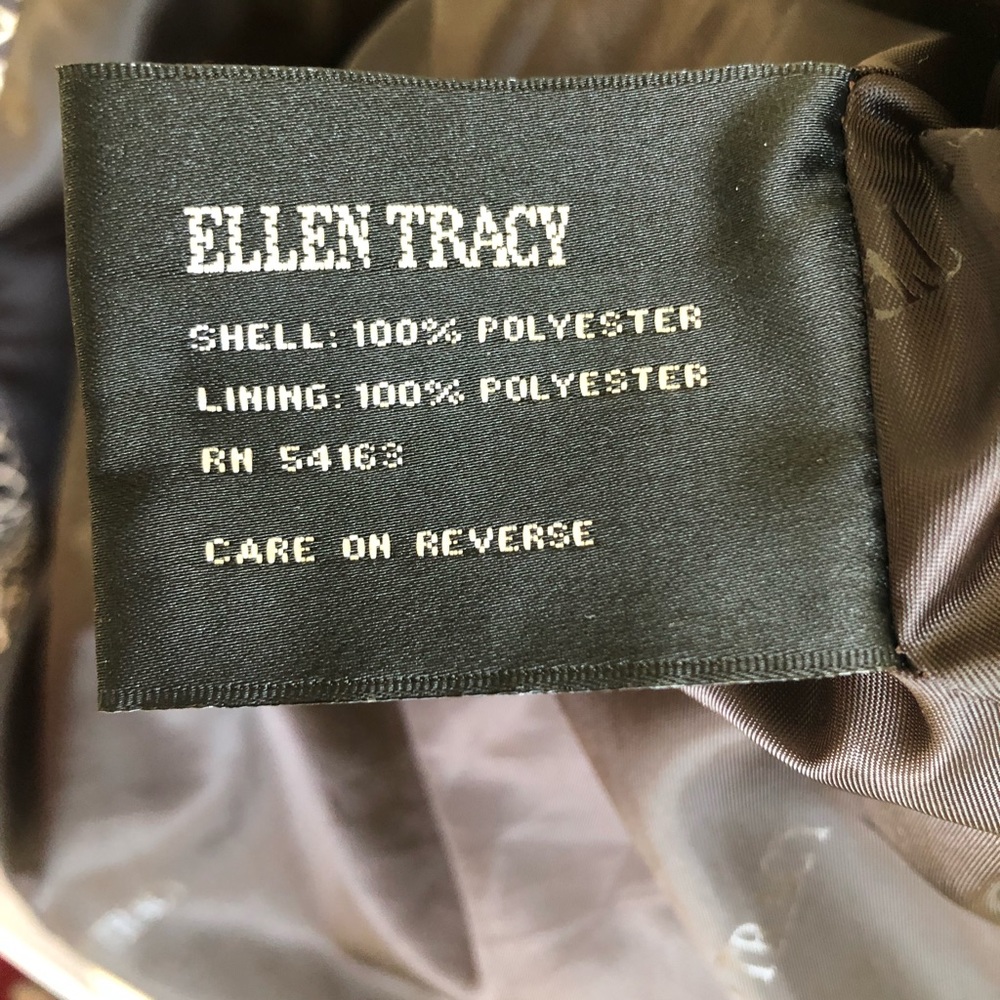 ELLEN TRACY
SHELL: 100% POLYESTER
LINING: 100% POLYESTER
RN 54163
CARE ON REVERSE